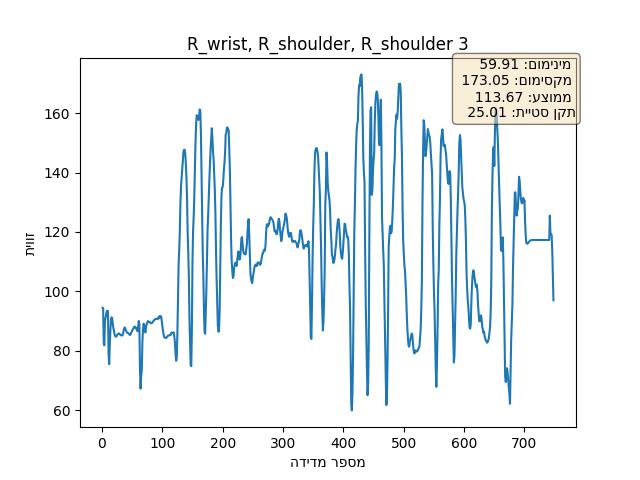 R_wrist, R_shoulder, R_shoulder 3
מינימום: 59.91
מקסימום: 173.05
ממוצע: 113.67
תקן סטיית: 25.01
זווית
160
140
120
100
80
60
0 100 200 300 400 500 600 700
מספר מדידה